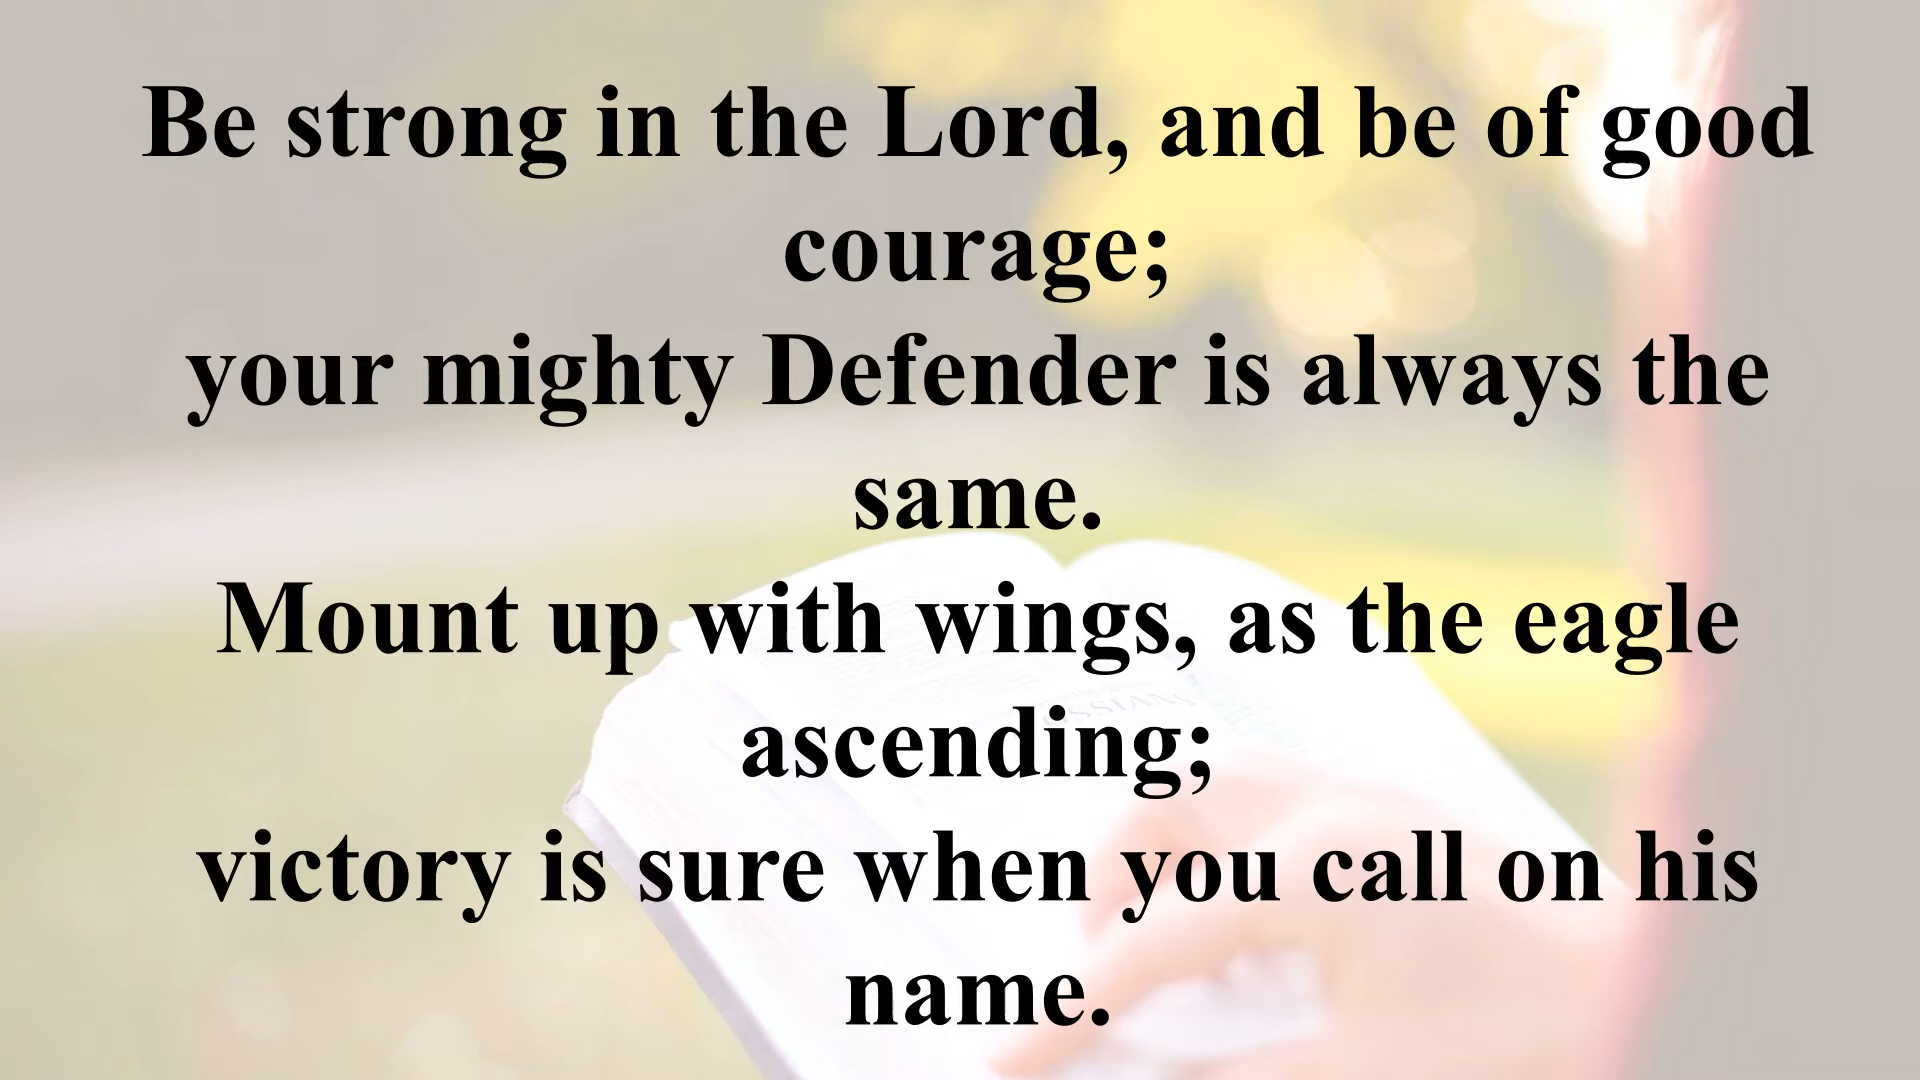 Be strong in the Lord, and be of good
courage;
your mighty Defender is always the
same.
Mount up with wings, as the eagle
ascending;
victory is sure when you call on his
name.